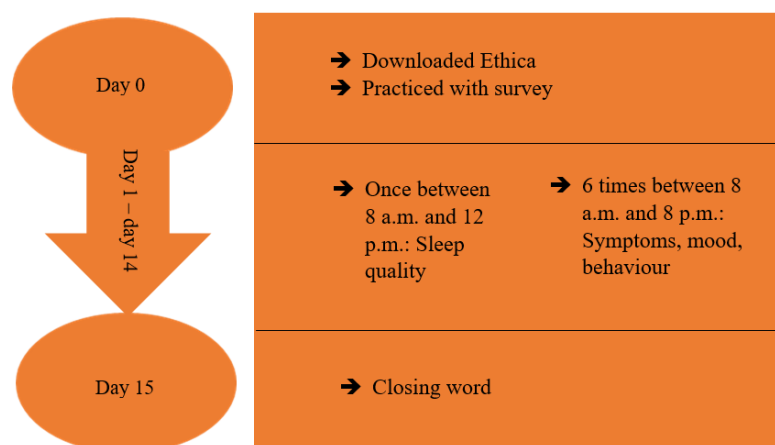 Day 0
➔ Downloaded Ethica
➔ Practiced with survey
Day 1 – day 14
➔ Once between
8 a.m. and 12
p.m.: Sleep
quality
➔ 6 times between 8
a.m. and 8 p.m.:
Symptoms, mood,
behaviour
Day 15
➔ Closing word